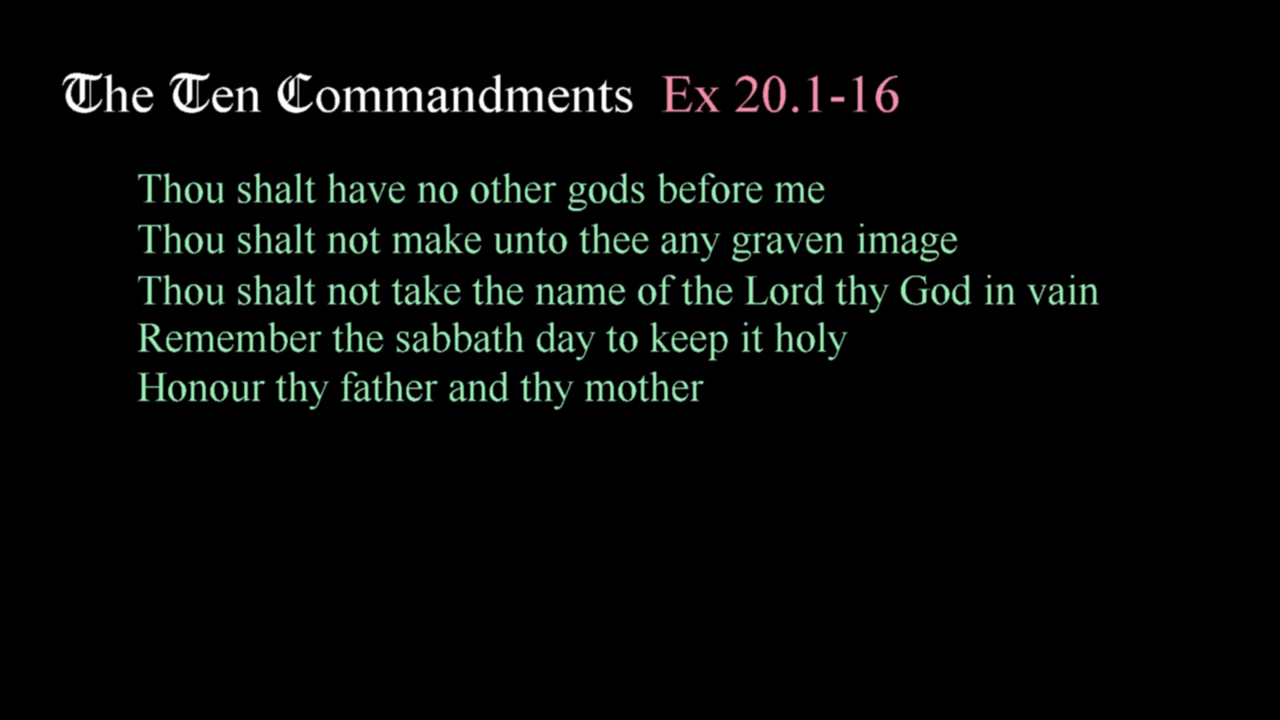 The Ten Commandments Ex 20.1-16
Thou shalt have no other gods before me
Thou shalt not make unto thee any graven image
Thou shalt not take the name of the Lord thy God in vain
Remember the sabbath day to keep it holy
Honour thy father and thy mother